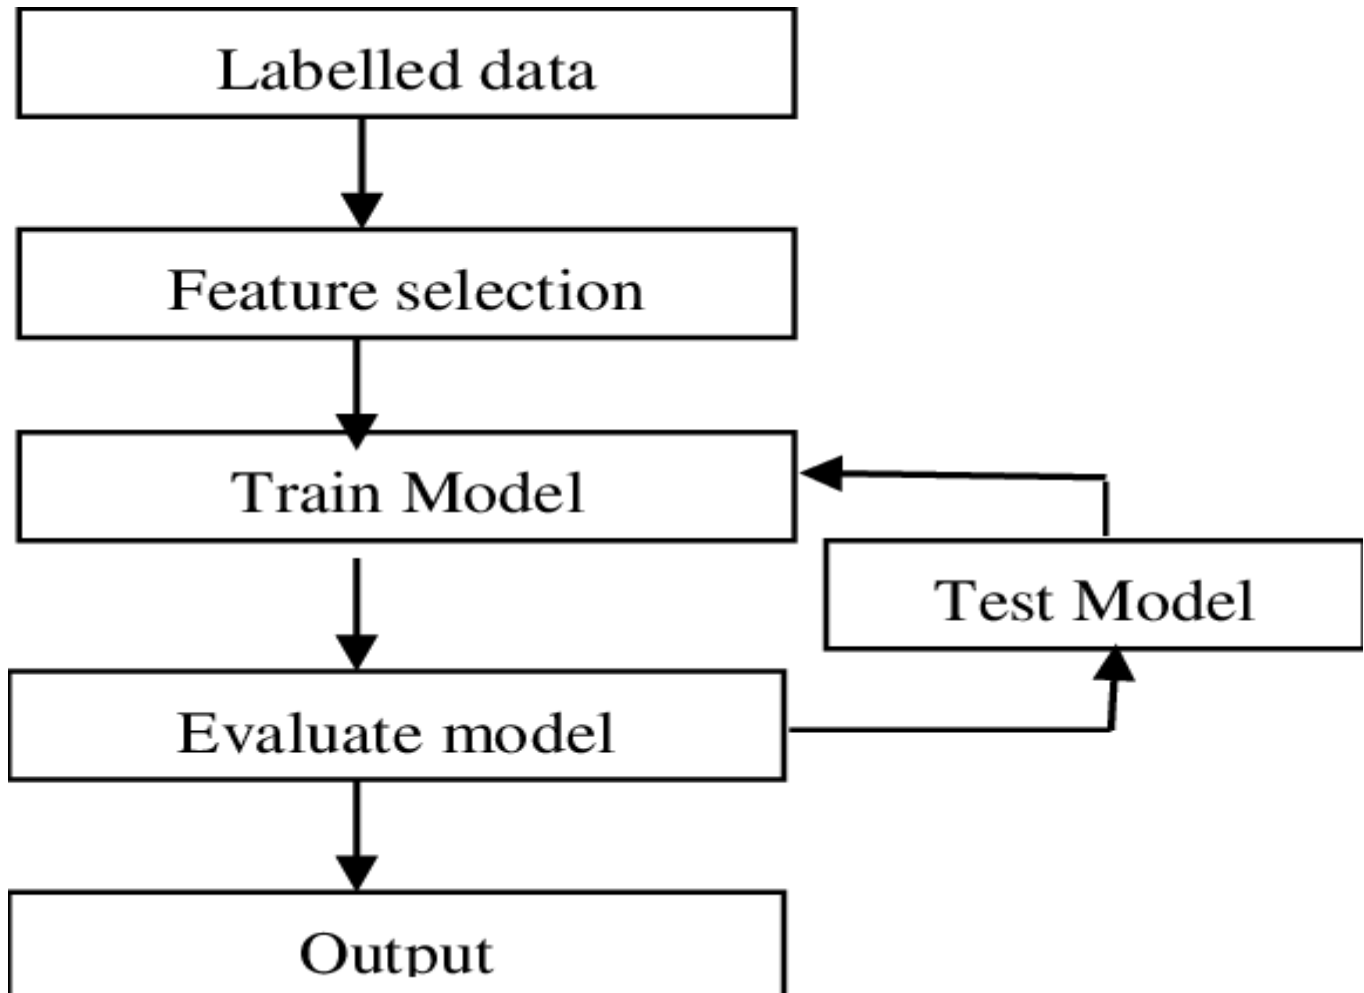 Labelled data
Feature selection
Train Model
Test Model
Evaluate model
Output